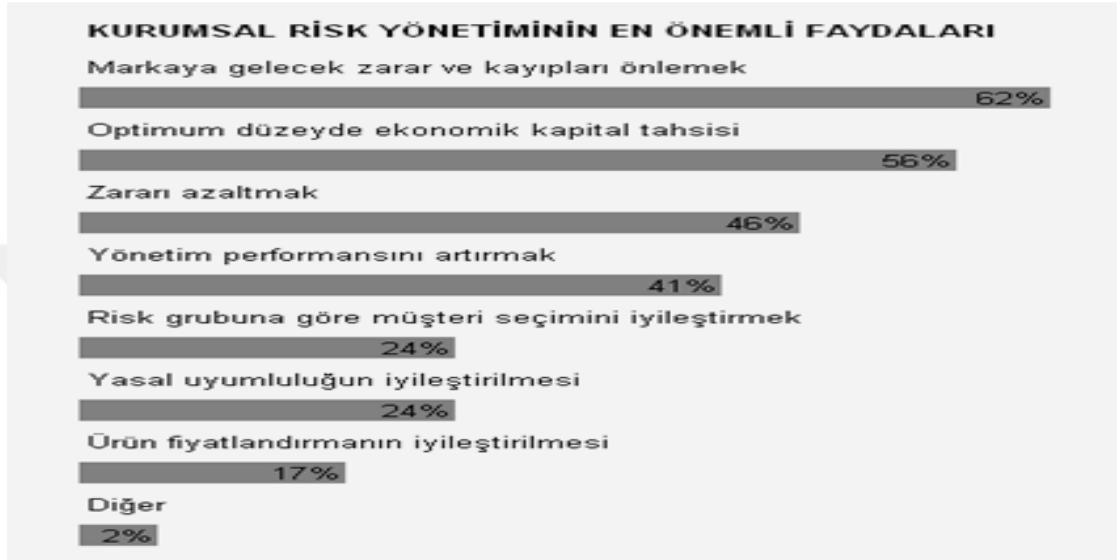 KURUMSAL RİSK YÖNETİMİNİN EN ÖNEMLİ FAYDALARI
Markaya gelecek zarar ve kayıpları önlemek
62%
Optimum düzeyde ekonomik kapital tahsisi
56%
Zararı azaltmak
46%
Yönetim performansını artırmak
41%
Risk grubuna göre müşteri seçimini iyileştirmek
24%
Yasal uyumluluğun iyileştirilmesi
24%
Ürün fiyatlandırmanın iyileştirilmesi
17%
Diğer
2%